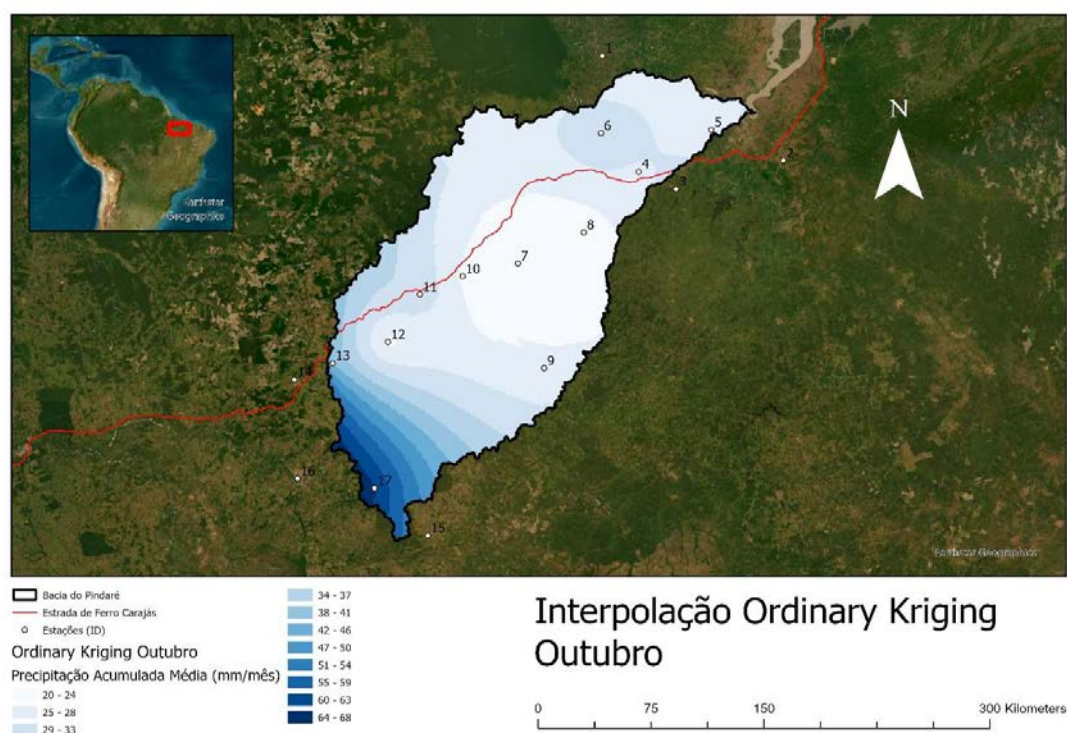 1
N
6
5
2
4
3
Earthstar
Geographics
8
7
10
11
12
13
9
14
16
17
15
Earthstar Geographics
Bacia do Pindaré
Estrada de Ferro Carajás
Estações (ID)
Ordinary Kriging Outubro
Precipitação Acumulada Média (mm/mês)
20 - 24
25 - 28
29 - 33
34 - 37
38 - 41
42 - 46
47 - 50
51 - 54
55 - 59
60 - 63
64 - 68
Interpolação Ordinary Kriging
Outubro
0 75 150 300 Kilometers